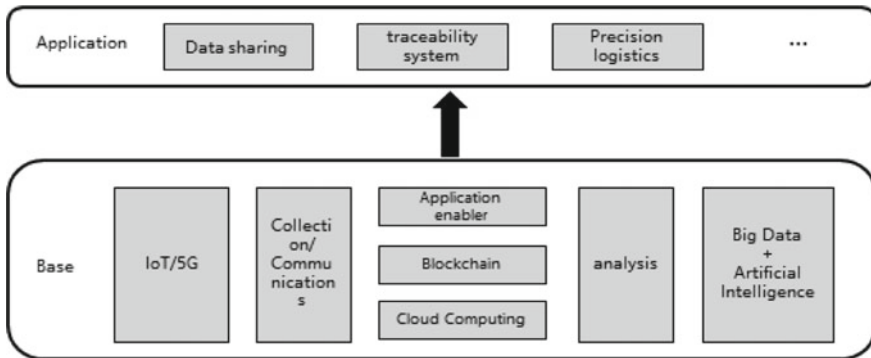 Application
Data sharing
traceability
system
Precision
logistics
...
Base
IoT/5G
Collecti
on/
Commu
nication
s
Application
enabler
Blockchain
Cloud Computing
analysis
Big Data
+
Artificial
Intelligence